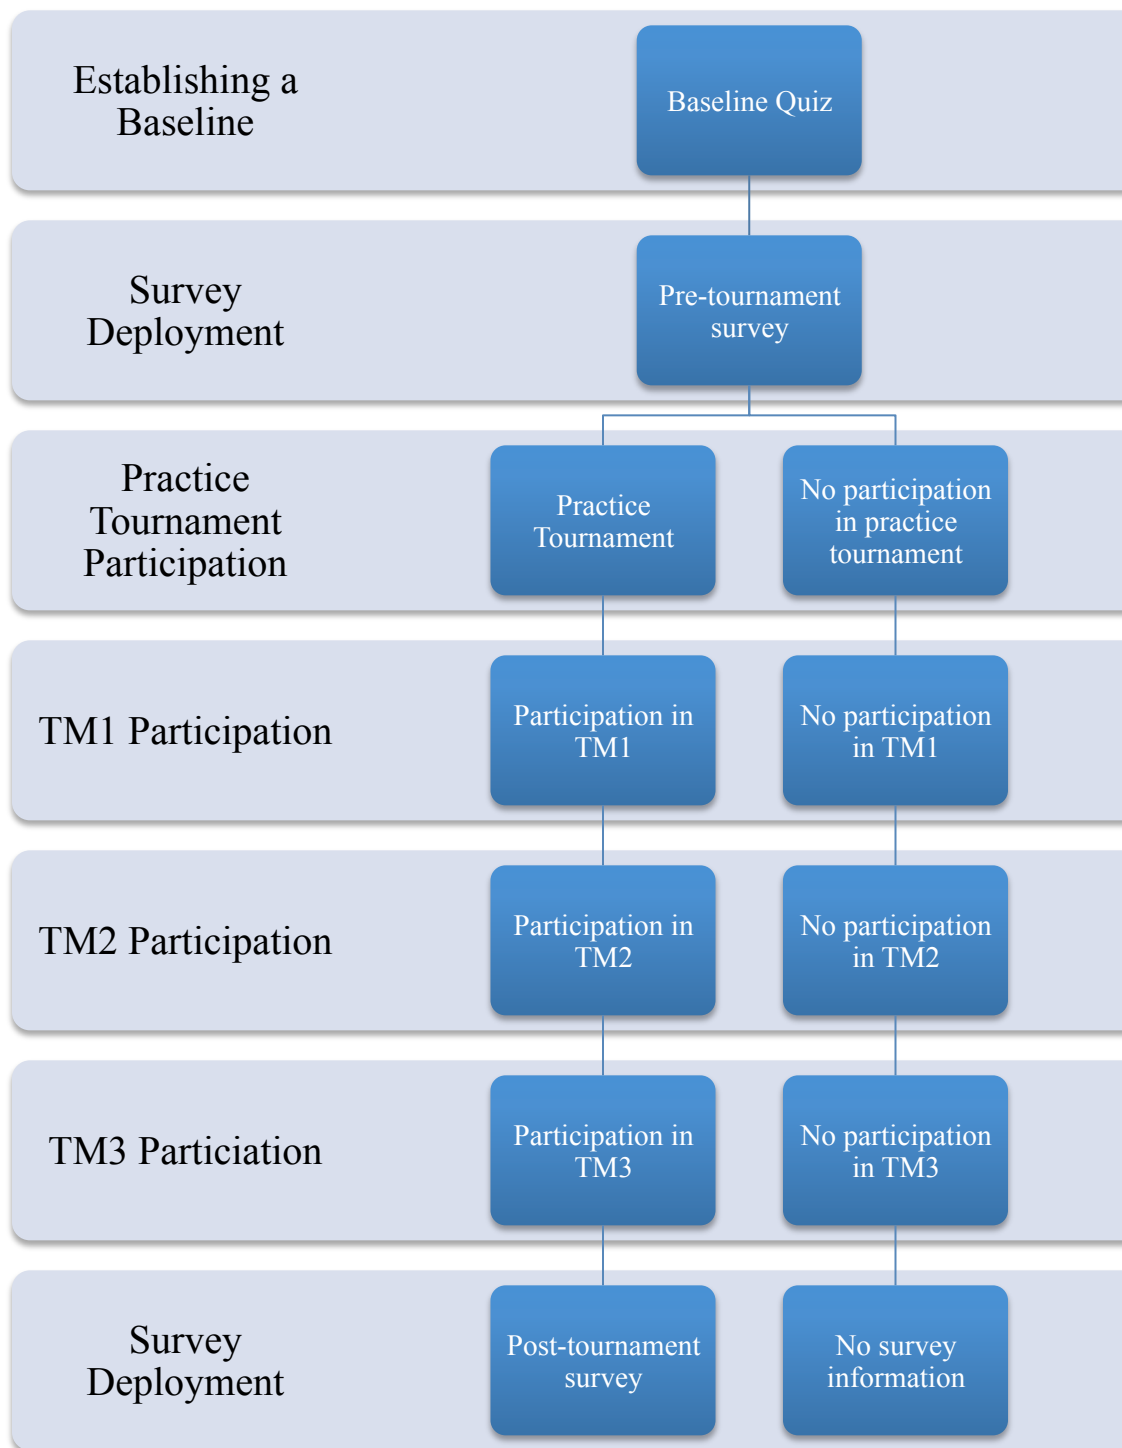 Establishing a
Baseline
Baseline Quiz
Survey
Deployment
Pre-tournament
survey
Practice
Tournament
Participation
Practice
Tournament
No participation
in practice
tournament
TM1 Participation
Participation in
TM1
No participation
in TM1
TM2 Participation
Participation in
TM2
No participation
in TM2
TM3 Particiation
Participation in
TM3
No participation
in TM3
Survey
Deployment
Post-tournament
survey
No survey
information